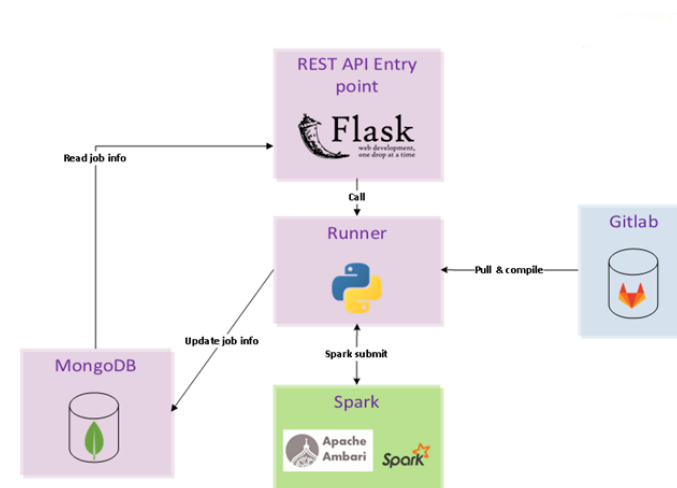 REST API Entry
point
Flask
web development,
one drop at a time
Read job info
Call
Runner
Gitlab
Pull & compile
Update job info
Spark submit
MongoDB
Spark
Apache
Ambari
Spark